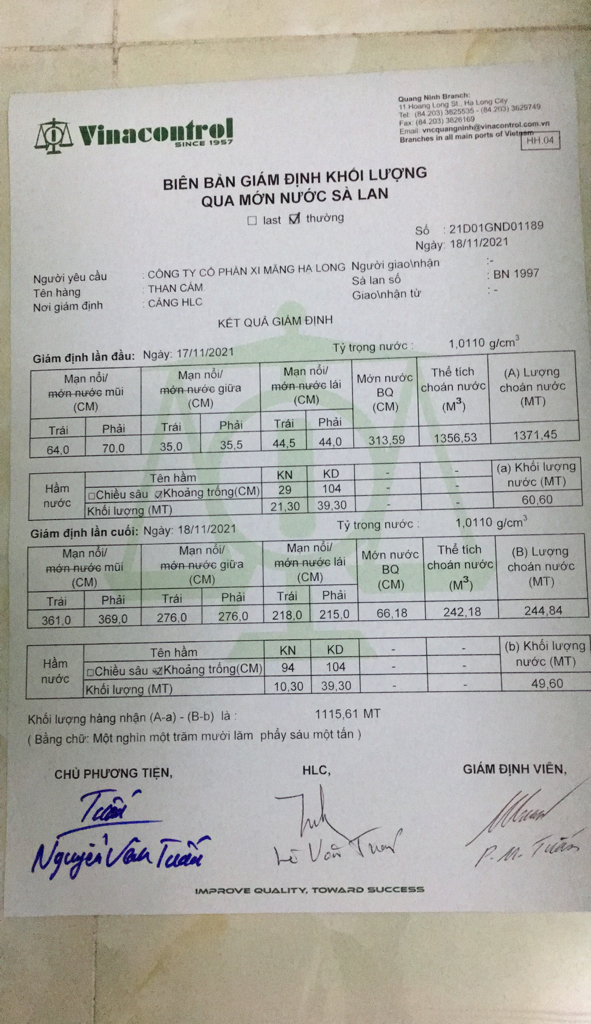 Vinacontrol
SINCE 1957
Quang Ninh Branch:
11 Hoang Long St., Ha Long City
Tel: (84.203) 3825535 - (84.203) 3629749
Fax: (84.203) 3826169
Email: vncquangninh@vinacontrol.com.vn
Branches in all main ports of Vietnam
HH 04
BIÊN BẢN GIÁM ĐỊNH KHỐI LƯỢNG
QUA MỚN NƯỚC SÀ LAN
☐ last ☑ thường
Số : 21D01GND01189
Ngày: 18/11/2021
Người yêu cầu : CÔNG TY CỔ PHẦN XI MĂNG HẠ LONG Người giao\nhận :-
Tên hàng : THAN CÁM Sà lan số : BN 1997
Nơi giám định : CẢNG HLC Giao\nhận từ : -
KẾT QUẢ GIÁM ĐỊNH
Giám định lần đầu: Ngày: 17/11/2021 Tỷ trọng nước : 1,0110 g/cm3
Mạn nổi/ Mạn nổi/ Mạn nổi/ Mớn nước Thể tích (A) Lượng
mớn nước mũi mớn nước giữa mớn nước lái BQ choán nước choán nước
(CM) (CM) (CM) (CM) (M3) (MT)
Trái Phải Trái Phải Trái Phải
64,0 70,0 35,0 35,5 44,5 44,0 313,59 1356,53 1371,45
Hầm nước Tên hầm KN KD - - (a) Khối lượng nước (MT)
☐Chiều sâu ☑Khoảng trống(CM) 29 104 - -
Khối lượng (MT) 21,30 39,30 - - 60,60
Giám định lần cuối: Ngày: 18/11/2021 Tỷ trọng nước : 1,0110 g/cm3
Mạn nổi/ Mạn nổi/ Mạn nổi/ Mớn nước Thể tích (B) Lượng
mớn nước mũi mớn nước giữa mớn nước lái BQ choán nước choán nước
(CM) (CM) (CM) (CM) (M3) (MT)
Trái Phải Trái Phải Trái Phải
361,0 369,0 276,0 276,0 218,0 215,0 66,18 242,18 244,84
Hầm nước Tên hầm KN KD - - (b) Khối lượng nước (MT)
☐Chiều sâu ☑Khoảng trống(CM) 94 104 - -
Khối lượng (MT) 10,30 39,30 - - 49,60
Khối lượng hàng nhận (A-a) - (B-b) là : 1115,61 MT
( Bằng chữ: Một nghìn một trăm mười lăm phẩy sáu một tấn )
CHỦ PHƯƠNG TIỆN, HLC, GIÁM ĐỊNH VIÊN,
Tuấn
Nguyễn Văn Tuấn Lê Văn P.M. Tuấn
IMPROVE QUALITY, TOWARD SUCCESS